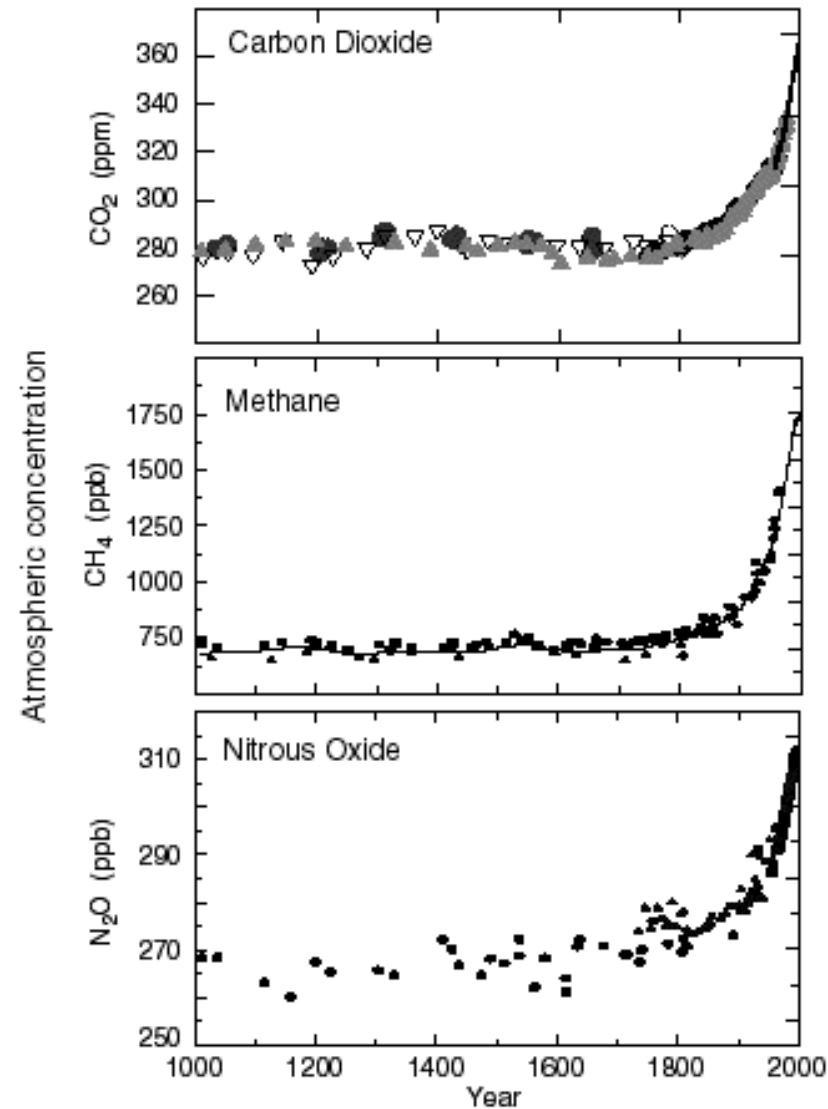 Atmospheric concentration
Carbon Dioxide
CO2 (ppm)
360
340
320
300
280
260
Methane
CH4 (ppb)
1750
1500
1250
1000
750
Nitrous Oxide
N2O (ppb)
310
290
270
250
1000 1200 1400 1600 1800 2000
Year